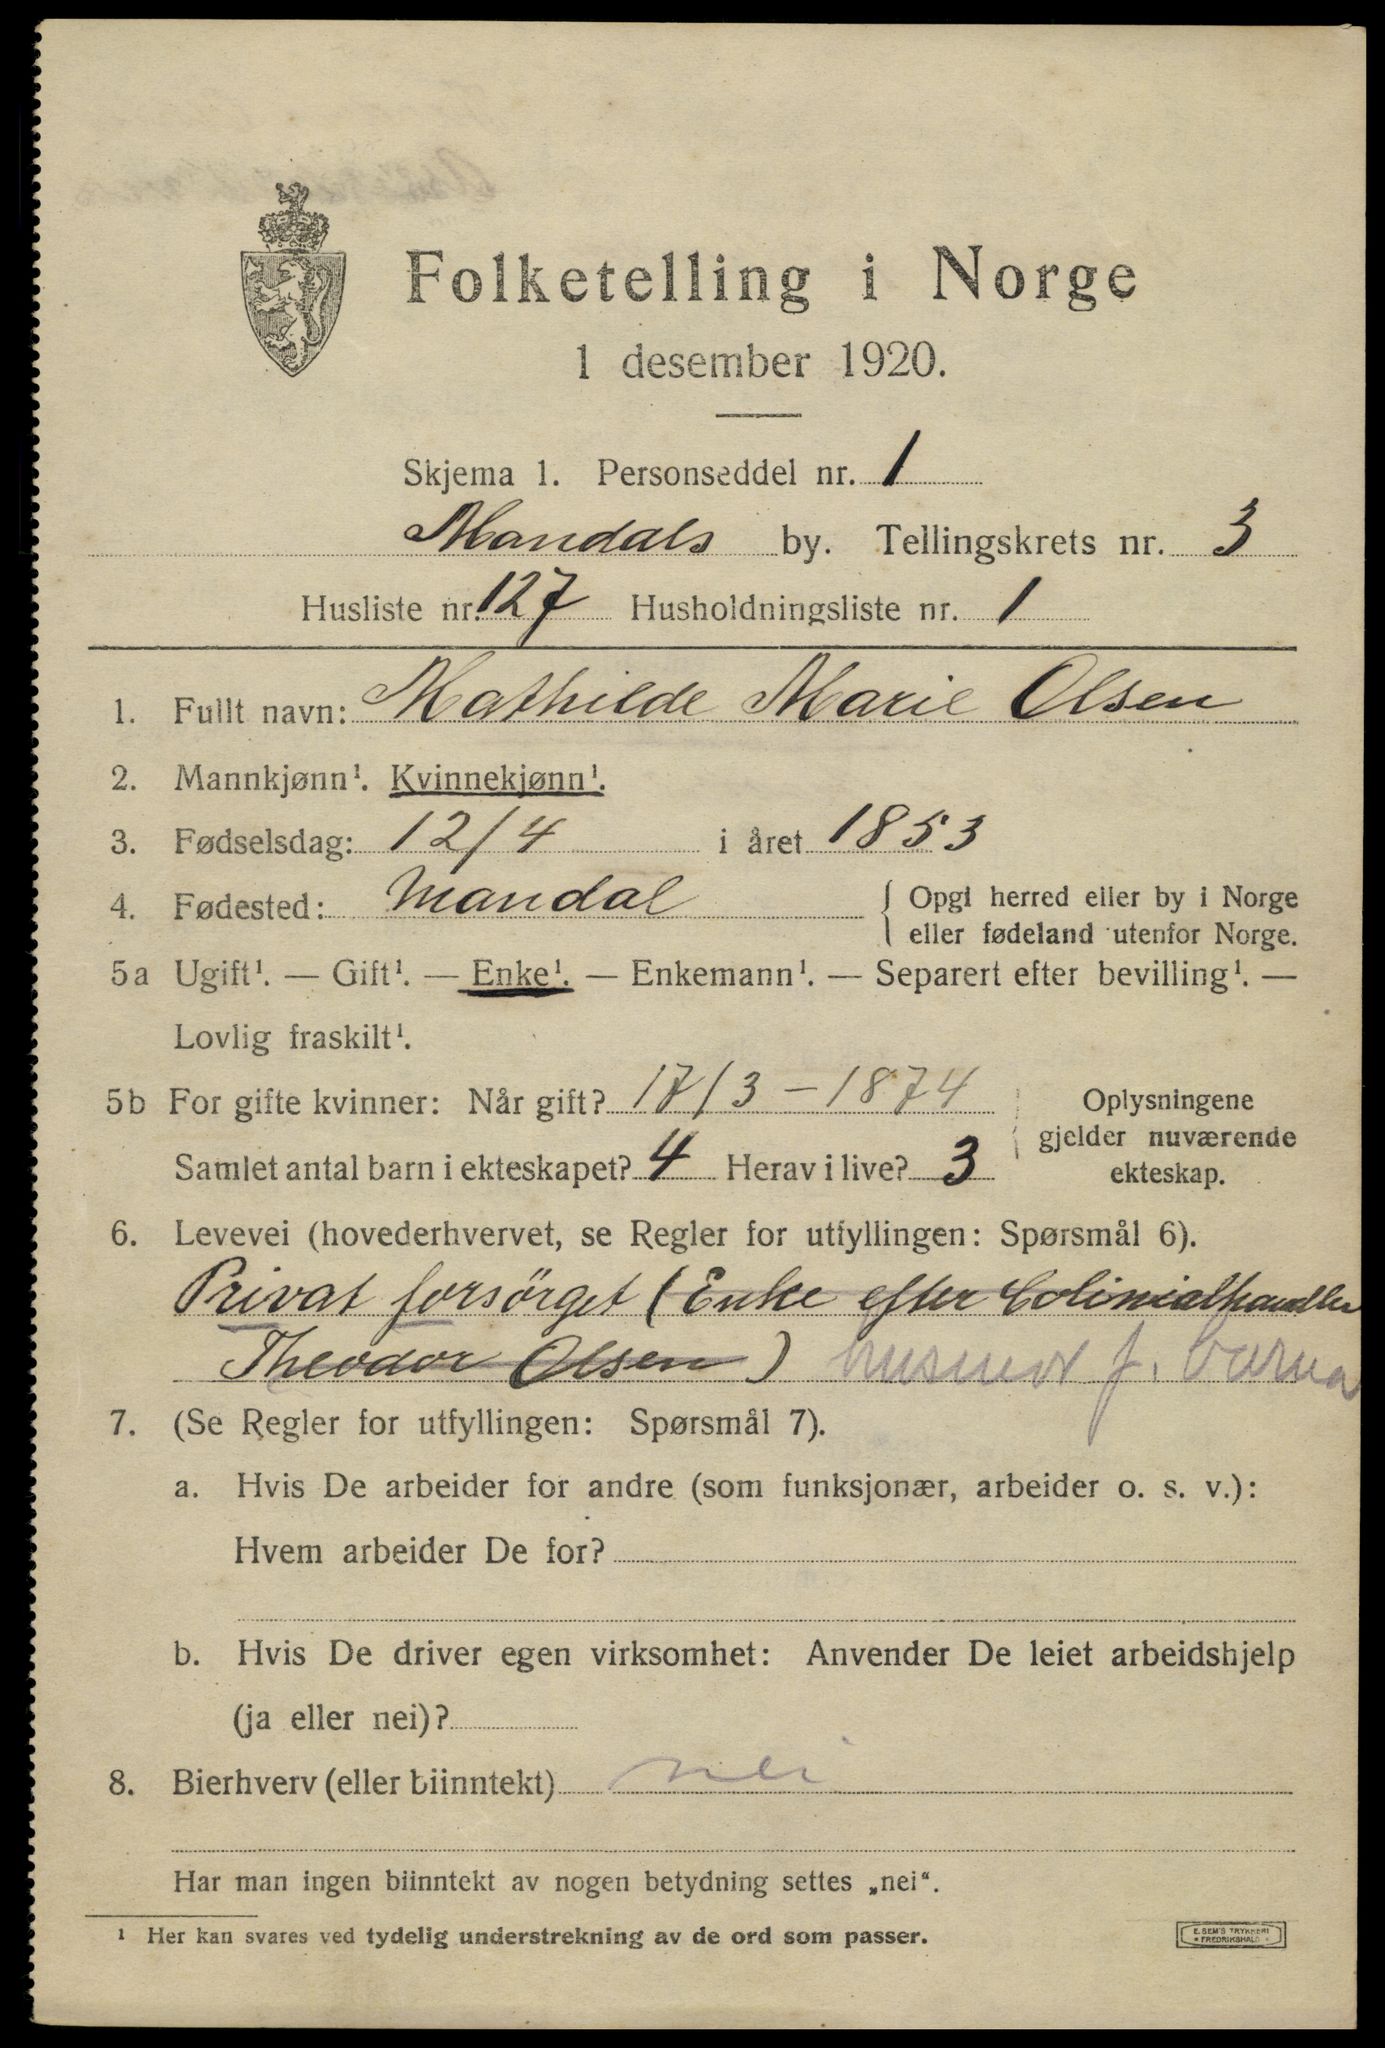 Folketelling i Norge
1 desember 1920.
Skjema 1. Personseddel nr. 1
Mandals by. Tellingskrets nr. 3
Husliste nr. 127 Husholdningsliste nr. 1
1. Fullt navn: Mathilde Marie Olsen
2. Mannkjønn¹. Kvinnekjønn¹.
3. Fødselsdag: 12/4 i året 1853
4. Fødested: Mandal { Opgi herred eller by i Norge
eller fødeland utenfor Norge.
5a Ugift¹. — Gift¹. — Enke¹. — Enkemann¹. — Separert efter bevilling¹. —
Lovlig fraskilt¹.
5b For gifte kvinner: Når gift? 17/3 - 1874
Samlet antal barn i ekteskapet? 4 Herav i live? 3
Oplysningene
gjelder nuværende
ekteskap.
6. Levevei (hovederhvervet, se Regler for utfyllingen: Spørsmål 6).
Privat forsörget (Enke efter Colinialhandler
Theodor Olsen) husmor f. barna
7. (Se Regler for utfyllingen: Spørsmål 7).
a. Hvis De arbeider for andre (som funksjonær, arbeider o. s. v.):
Hvem arbeider De for?
b. Hvis De driver egen virksomhet: Anvender De leiet arbeidshjelp
(ja eller nei)?
8. Bierhverv (eller biinntekt) nei
Har man ingen biinntekt av nogen betydning settes „nei“.
¹ Her kan svares ved tydelig understrekning av de ord som passer.
E. SEM'S TRYKKERI
FREDRIKSHALD